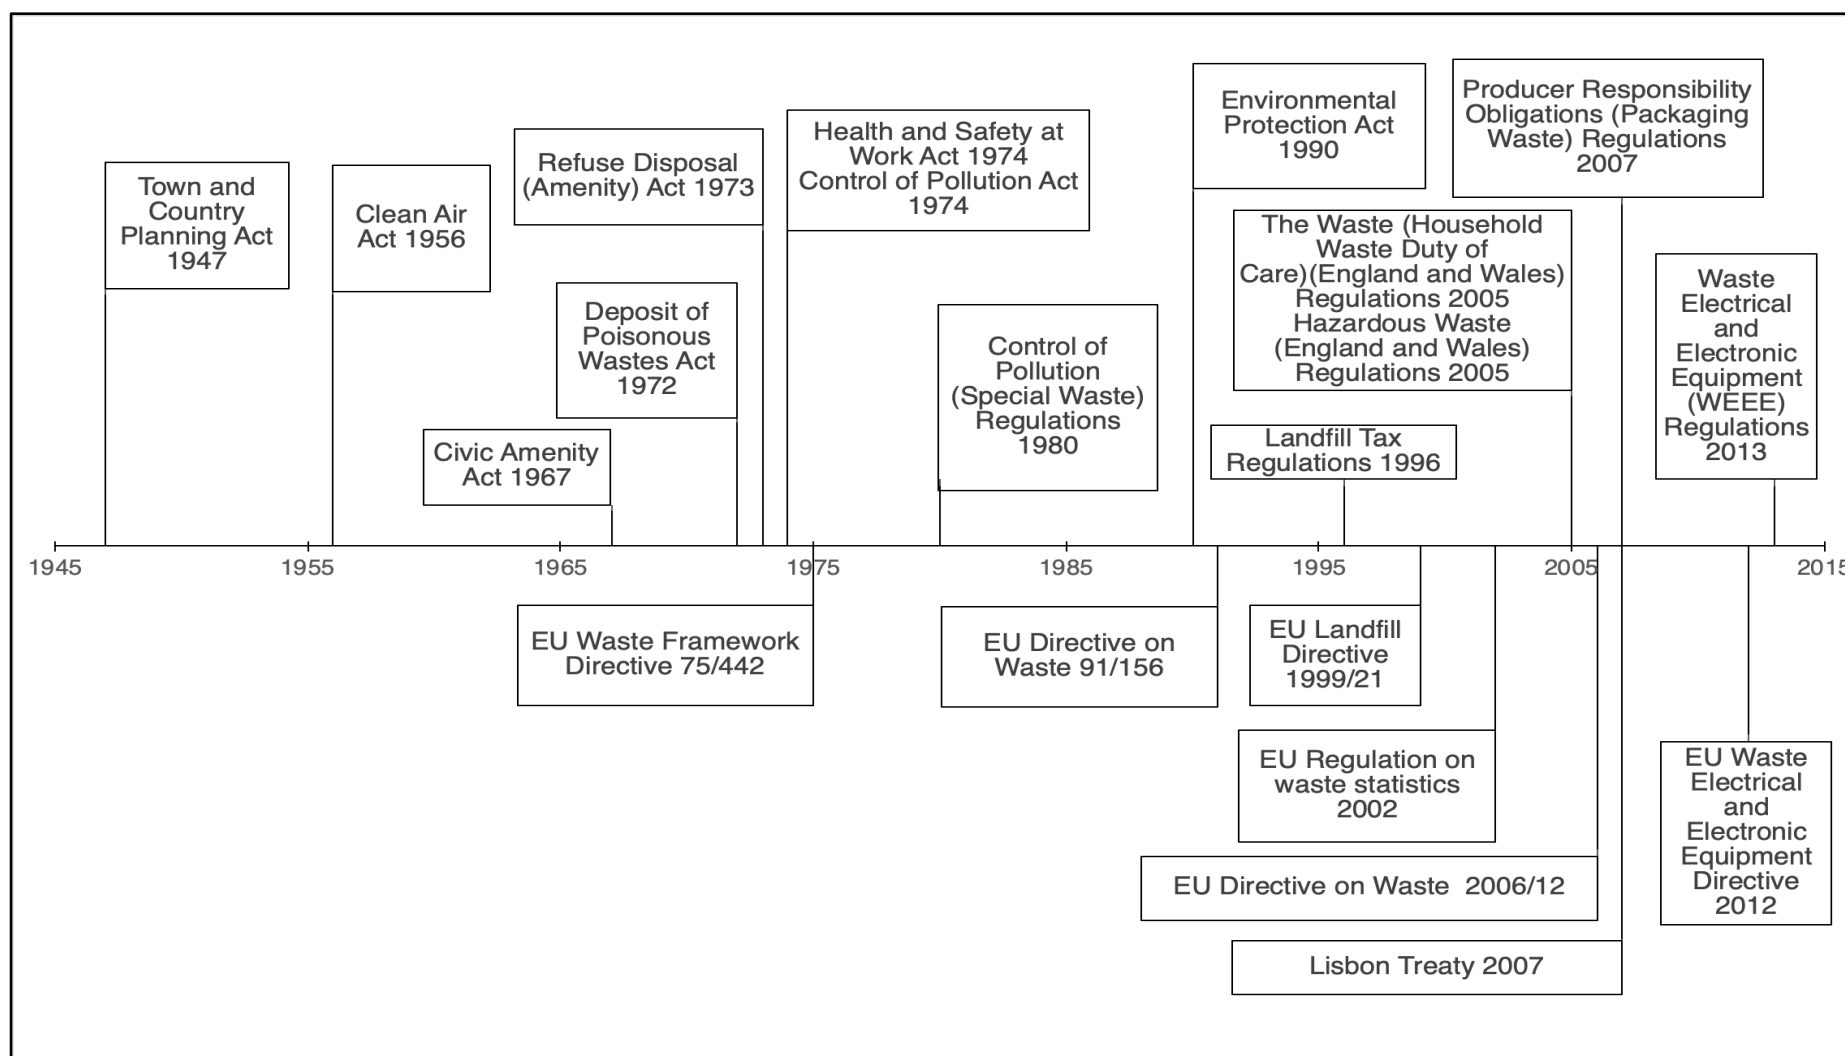 Town and
Country
Planning Act
1947
Clean Air
Act 1956
Refuse Disposal
(Amenity) Act 1973
Health and Safety at
Work Act 1974
Control of Pollution Act
1974
Environmental
Protection Act
1990
Producer Responsibility
Obligations (Packaging
Waste) Regulations
2007
Civic Amenity
Act 1967
Deposit of
Poisonous
Wastes Act
1972
Control of
Pollution
(Special Waste)
Regulations
1980
The Waste (Household
Waste Duty of
Care)(England and Wales)
Regulations 2005
Hazardous Waste
(England and Wales)
Regulations 2005
Landfill Tax
Regulations 1996
Waste
Electrical
and
Electronic
Equipment
(WEEE)
Regulations
2013
1945 1955 1965 1975 1985 1995 2005 2015
EU Waste Framework
Directive 75/442
EU Directive on
Waste 91/156
EU Landfill
Directive
1999/21
EU Regulation on
waste statistics
2002
EU Directive on Waste 2006/12
Lisbon Treaty 2007
EU Waste
Electrical
and
Electronic
Equipment
Directive
2012